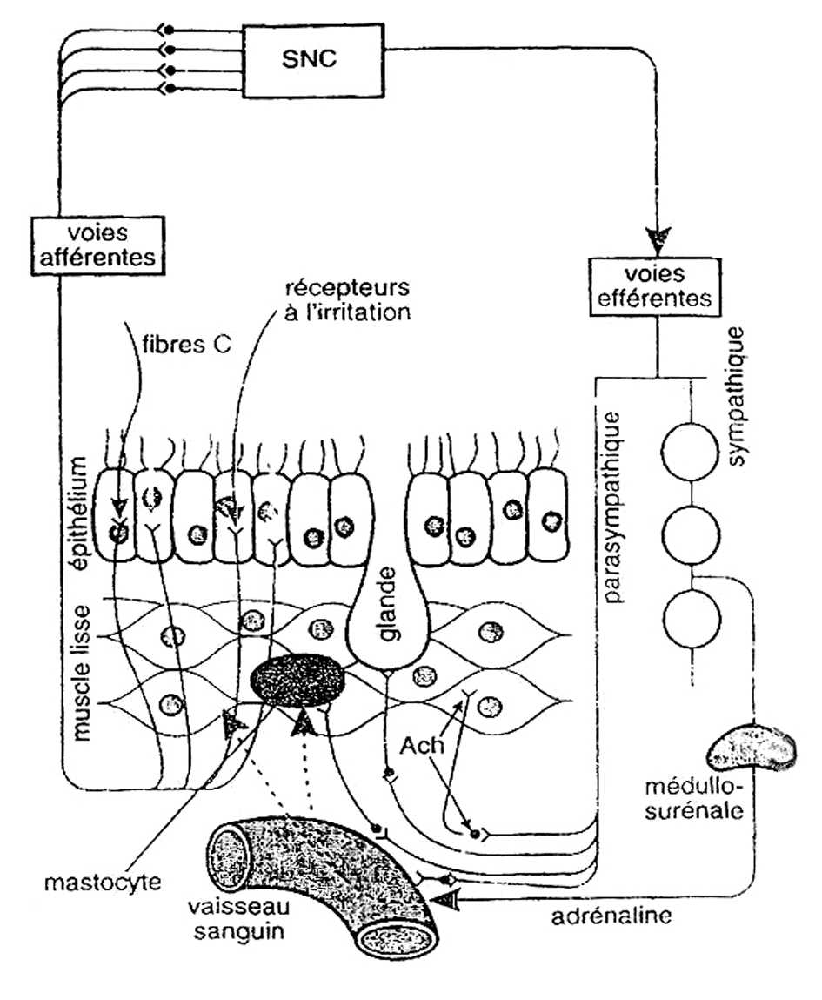 SNC
voies
afférentes
voies
efférentes
récepteurs
à l'irritation
fibres C
sympathique
parasympathique
épithélium
glande
muscle lisse
Ach
médullo-
surénale
mastocyte
vaisseau
sanguin
adrénaline